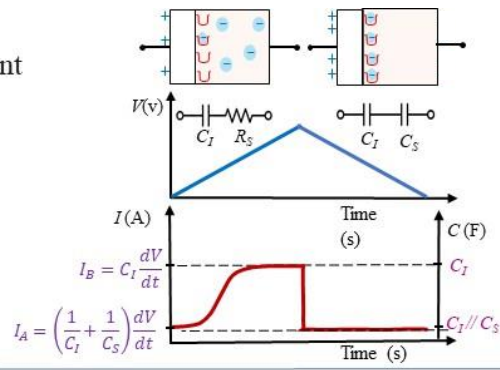 nt
+ + + + − − − −
+ + + + − − − −
V(v)
C_I R_S
C_I C_S
Time
(s)
I (A)
C (F)
I_B = C_I dV/dt
C_I
I_A = (1/C_I + 1/C_S) dV/dt
C_I // C_S
Time (s)